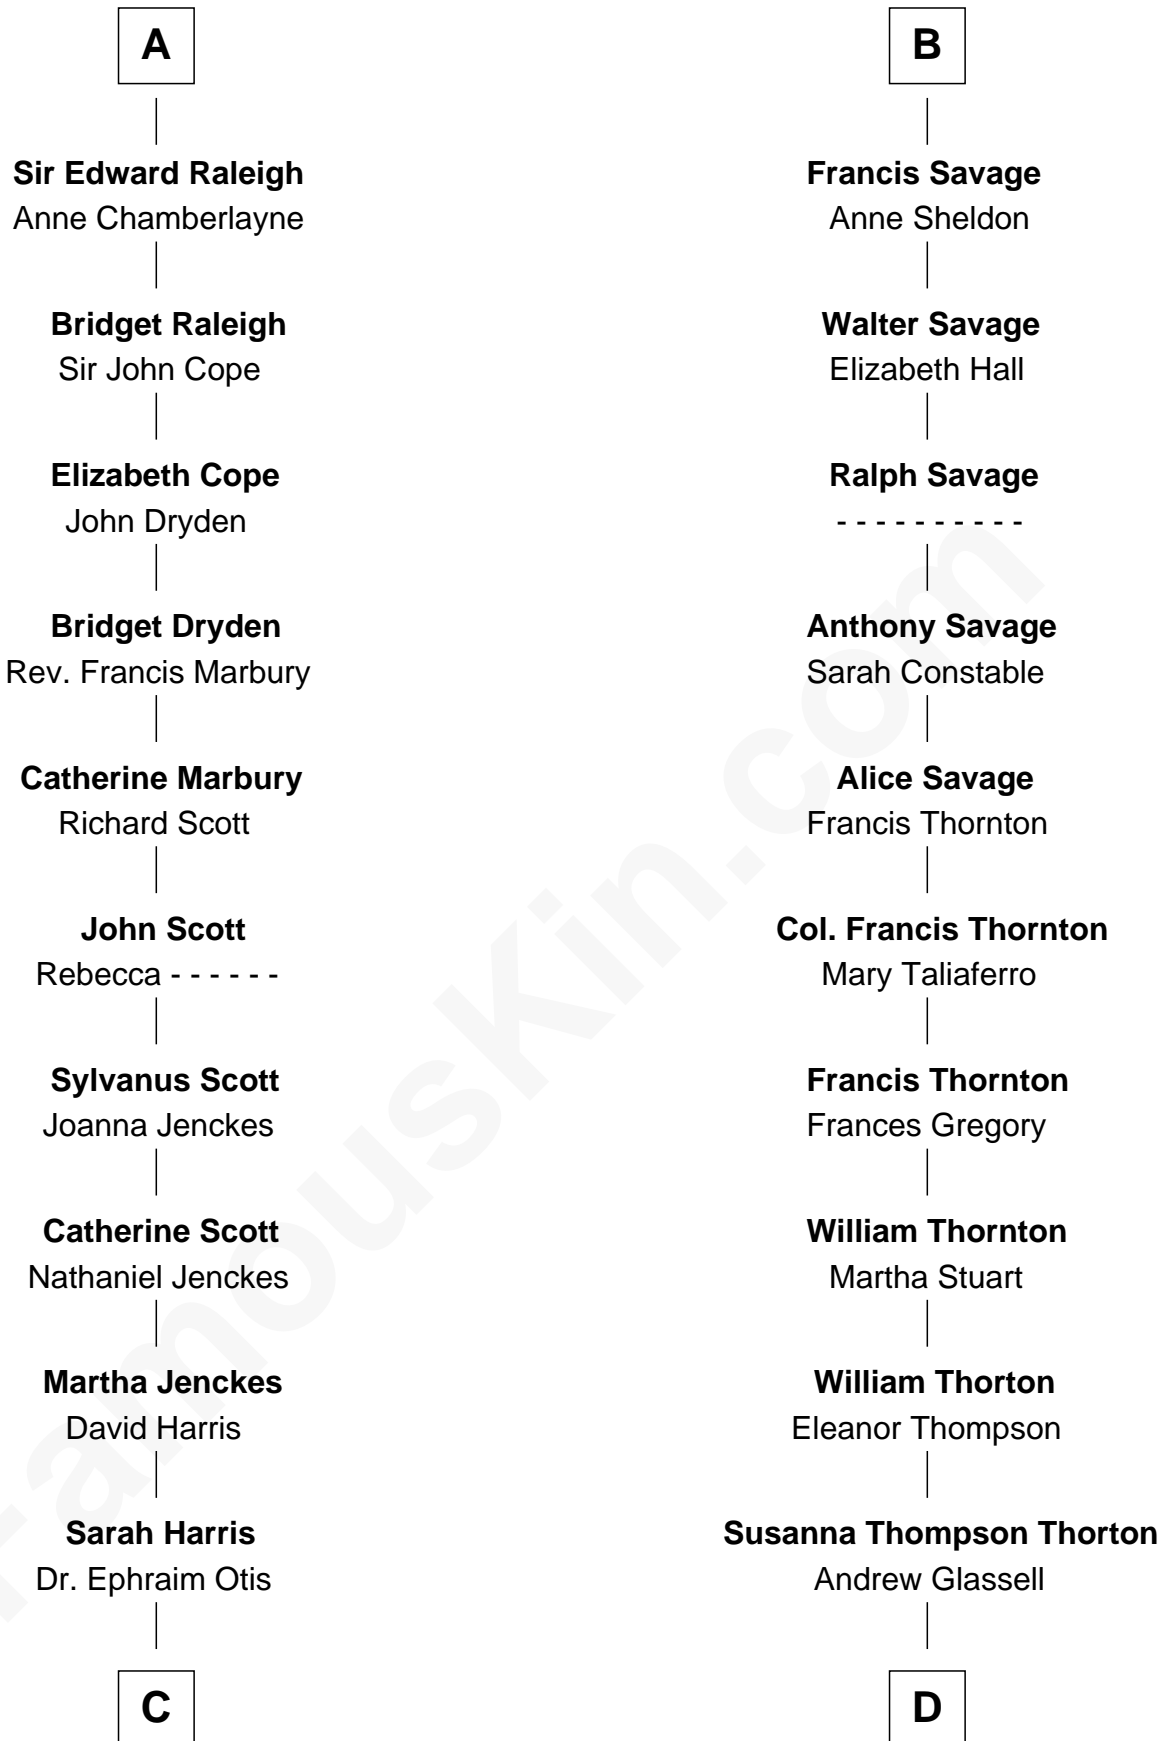 A
Sir Edward Raleigh
Anne Chamberlayne
Bridget Raleigh
Sir John Cope
Elizabeth Cope
John Dryden
Bridget Dryden
Rev. Francis Marbury
Catherine Marbury
Richard Scott
John Scott
Rebecca - - - - - -
Sylvanus Scott
Joanna Jenckes
Catherine Scott
Nathaniel Jenckes
Martha Jenckes
David Harris
Sarah Harris
Dr. Ephraim Otis
C
B
Francis Savage
Anne Sheldon
Walter Savage
Elizabeth Hall
Ralph Savage
- - - - - - - - - -
Anthony Savage
Sarah Constable
Alice Savage
Francis Thornton
Col. Francis Thornton
Mary Taliaferro
Francis Thornton
Frances Gregory
William Thornton
Martha Stuart
William Thorton
Eleanor Thompson
Susanna Thompson Thorton
Andrew Glassell
D
FamousKin.com